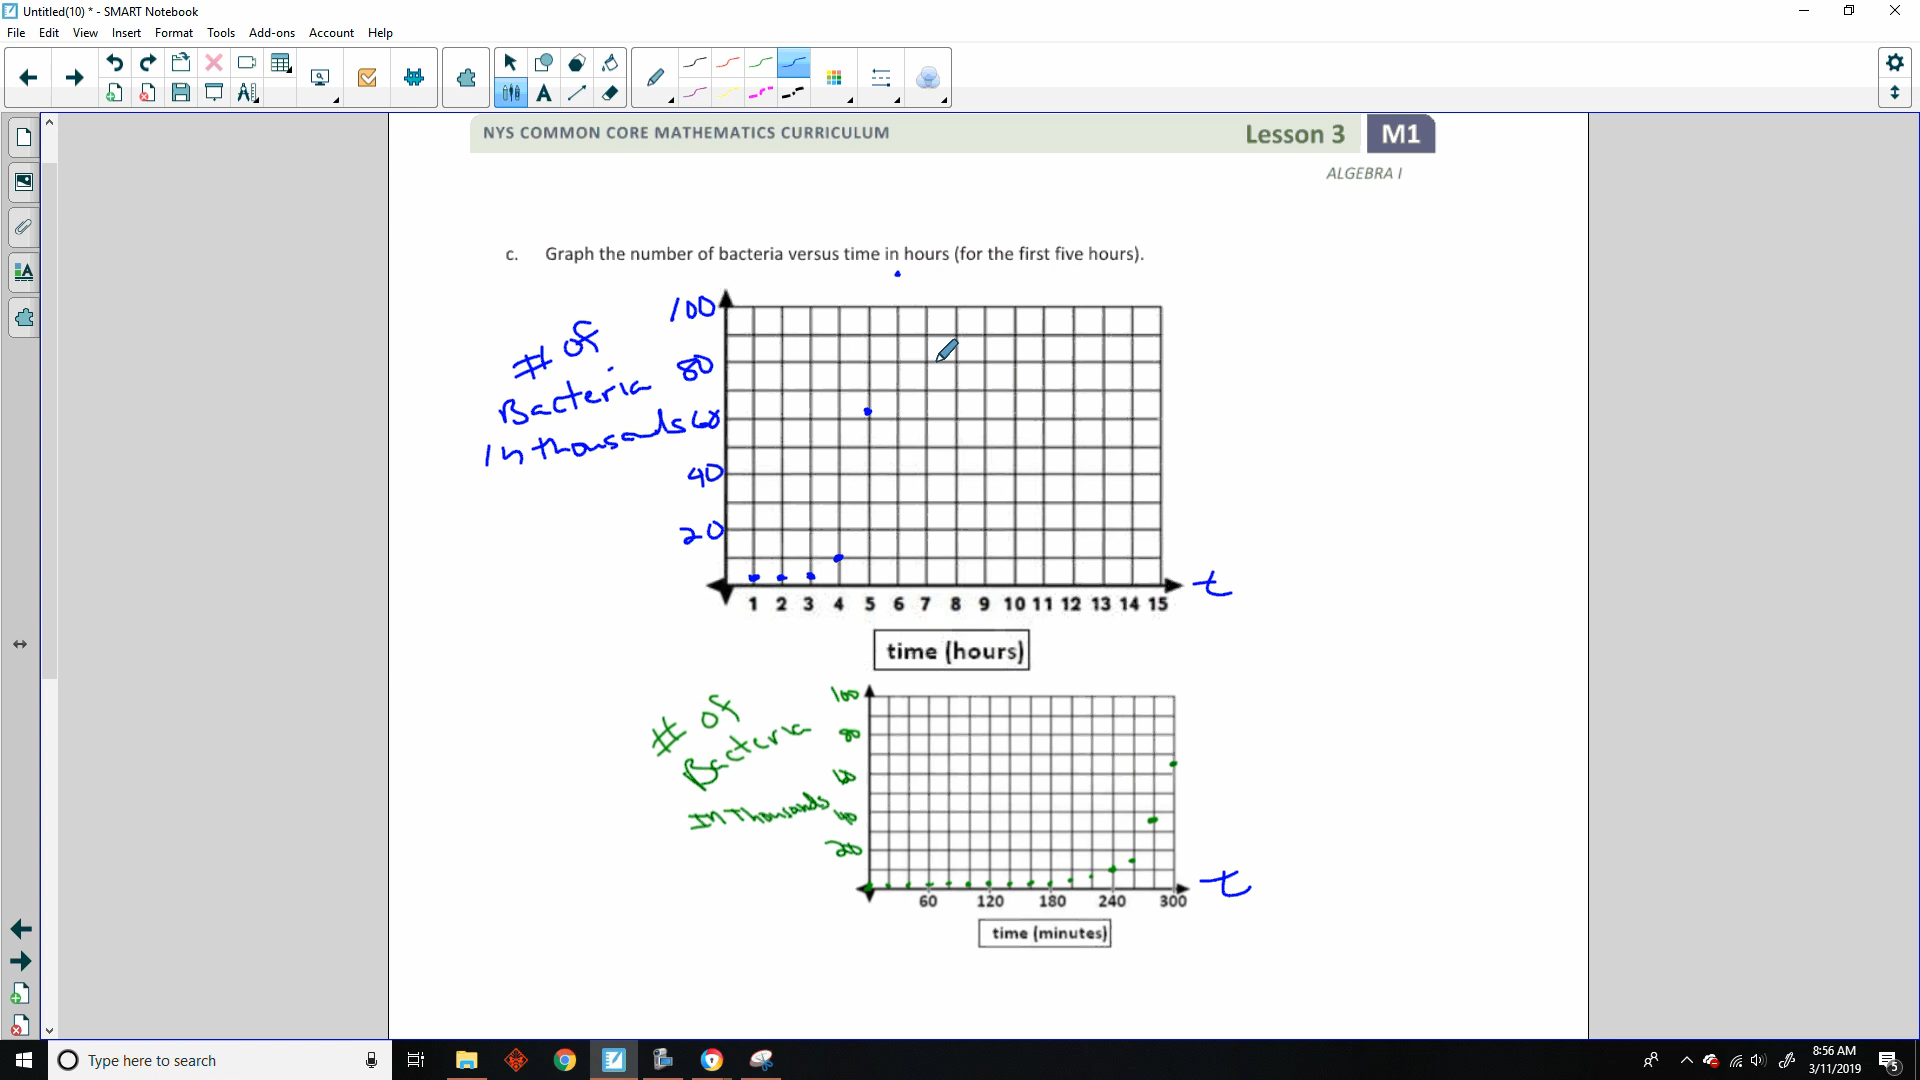 Untitled(10) * - SMART Notebook
File Edit View Insert Format Tools Add-ons Account Help
NYS COMMON CORE MATHEMATICS CURRICULUM Lesson 3 M1
ALGEBRA I
c. Graph the number of bacteria versus time in hours (for the first five hours).
# of
Bacteria
In thousands
100
80
60
40
20
t
1 2 3 4 5 6 7 8 9 10 11 12 13 14 15
time (hours)
# of
Bacteria
In Thousands
100
80
60
40
20
t
60 120 180 240 300
time (minutes)
Type here to search
8:56 AM
3/11/2019
5